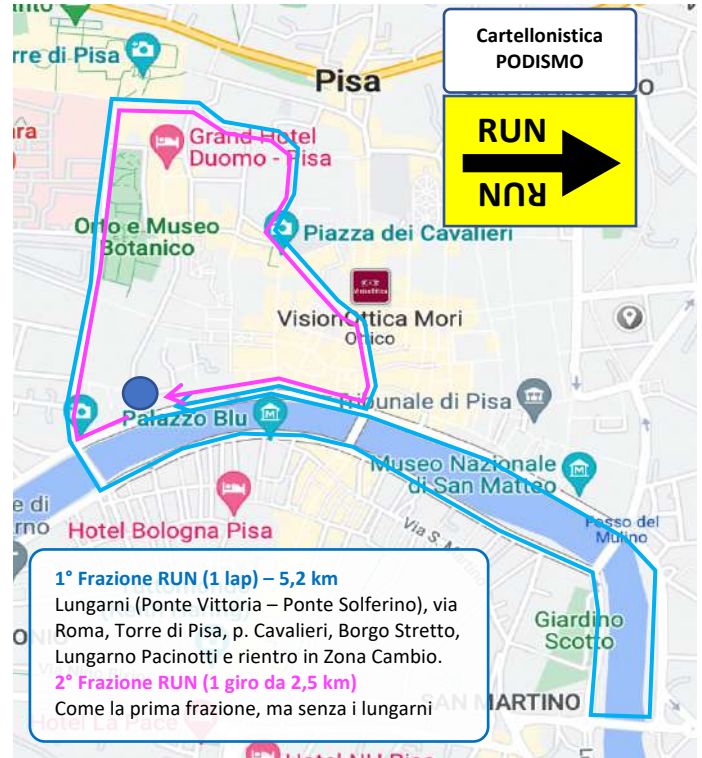 Cartellonistica
PODISMO
RUN
RUN
rre di Pisa
Pisa
Grand Hotel
Duomo - Pisa
Orto e Museo
Botanico
Piazza dei Cavalieri
VisionOttica Mori
Ottico
Tribunale di Pisa
Palazzo Blu
Museo Nazionale
di San Matteo
e di
rno
Hotel Bologna Pisa
Via S. Martino
Fosso del
Mulino
Giardino
Scotto
SAN MARTINO
1° Frazione RUN (1 lap) – 5,2 km
Lungarni (Ponte Vittoria – Ponte Solferino), via
Roma, Torre di Pisa, p. Cavalieri, Borgo Stretto,
Lungarno Pacinotti e rientro in Zona Cambio.
2° Frazione RUN (1 giro da 2,5 km)
Come la prima frazione, ma senza i lungarni